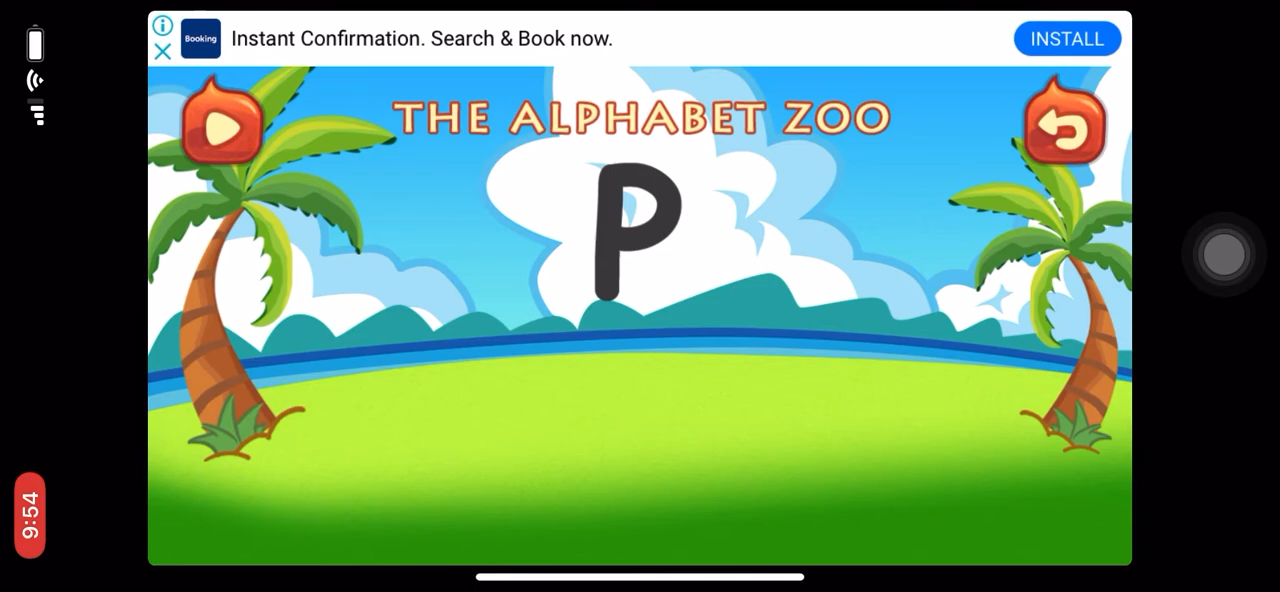 Booking
Instant Confirmation. Search & Book now.
INSTALL
THE ALPHABET ZOO
P
9:54